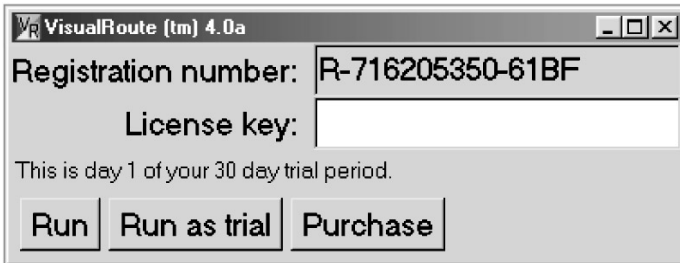 VR VisualRoute (tm) 4.0a
Registration number: R-716205350-61BF
License key:
This is day 1 of your 30 day trial period.
Run Run as trial Purchase